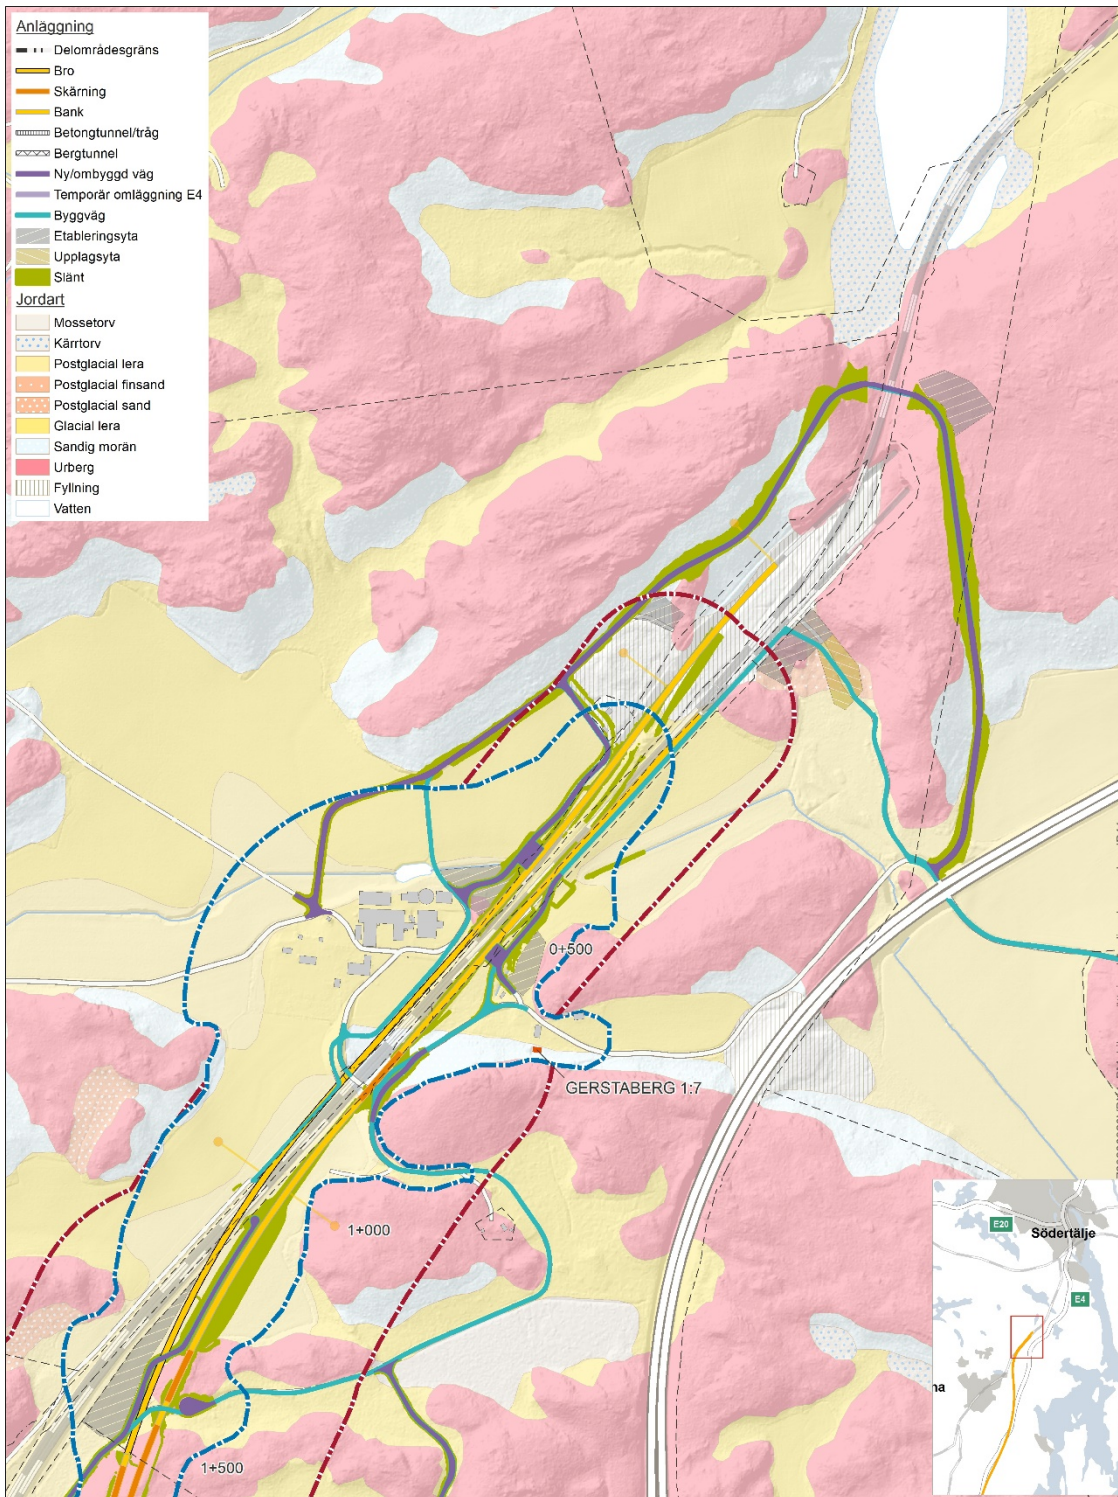 Anläggning
Delområdesgräns
Bro
Skärning
Bank
Betongtunnel/tråg
Bergtunnel
Ny/ombyggd väg
Temporär omläggning E4
Byggväg
Etableringsyta
Upplagsyta
Slänt
Jordart
Mossetorv
Kärrtorv
Postglacial lera
Postglacial finsand
Postglacial sand
Glacial lera
Sandig morän
Urberg
Fyllning
Vatten
0+500
GERSTABERG 1:7
1+000
1+500
E20
Södertälje
E4
na